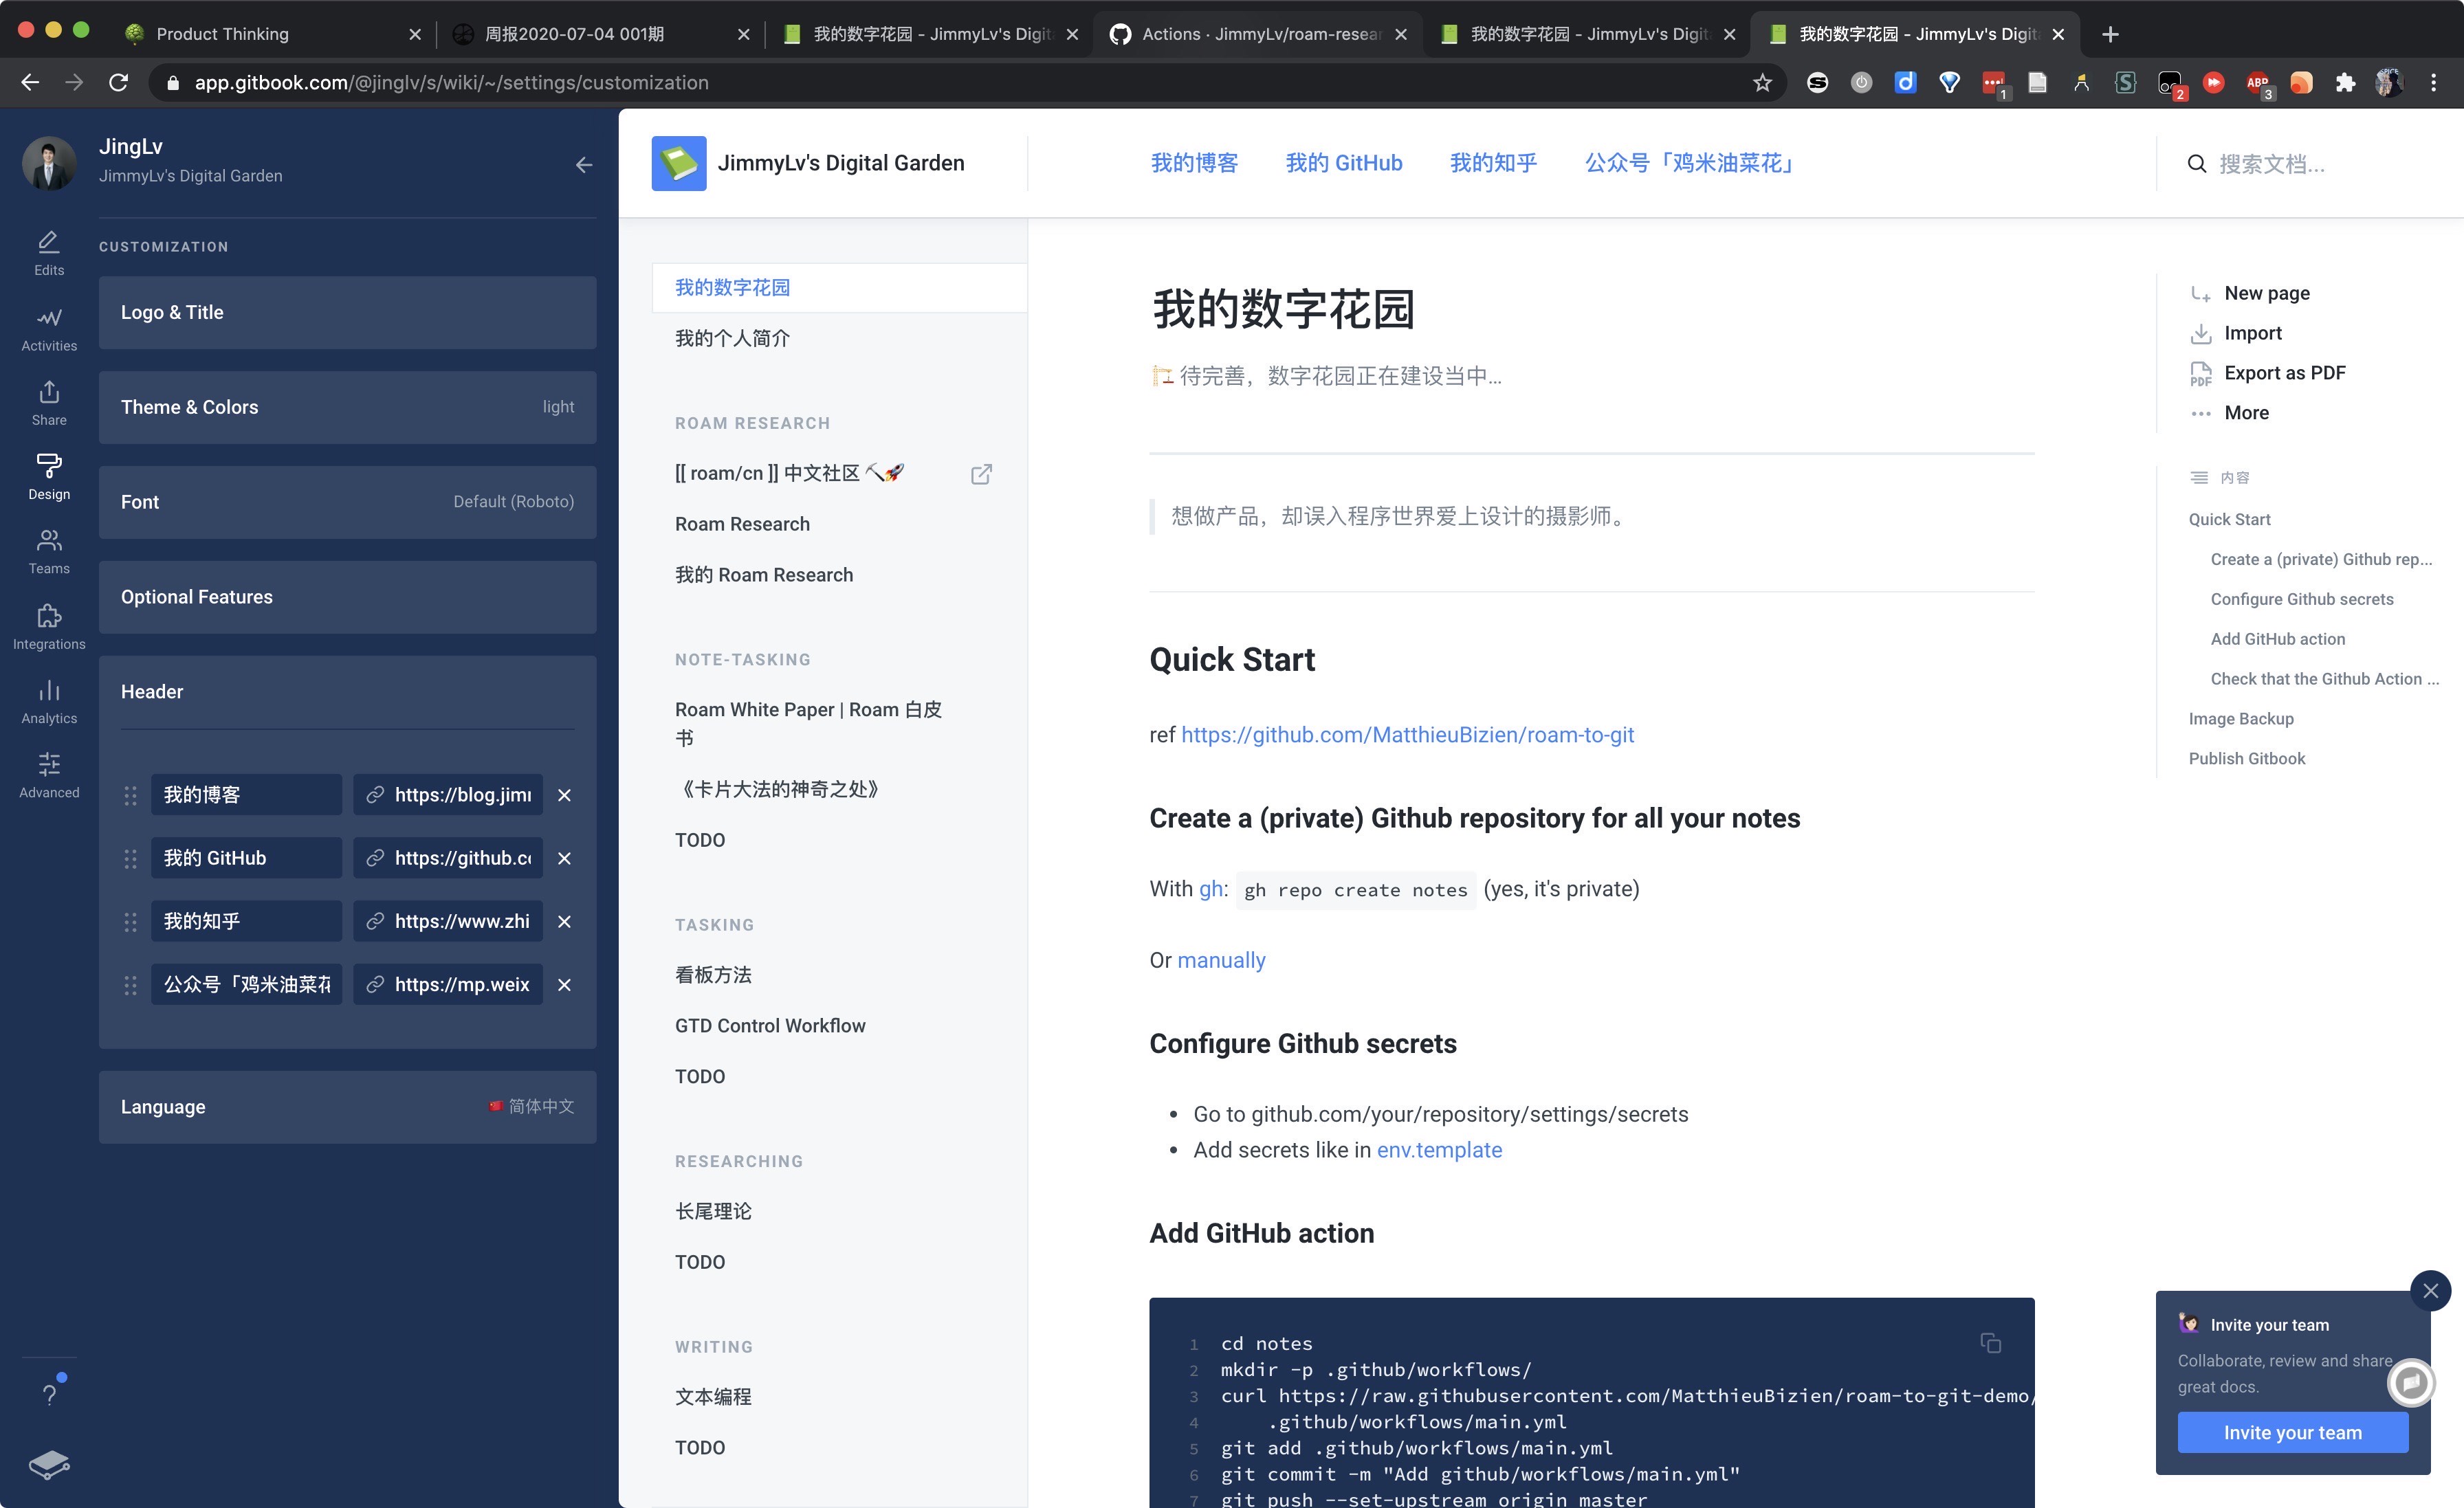 Product Thinking
周报2020-07-04 001期
我的数字花园 - JimmyLv's Digit
Actions · JimmyLv/roam-resear
我的数字花园 - JimmyLv's Digit
我的数字花园 - JimmyLv's Digit
app.gitbook.com/@jinglv/s/wiki/~/settings/customization
1
2
ABP
3
JingLv
JimmyLv's Digital Garden
Edits
Activities
Share
Design
Teams
Integrations
Analytics
Advanced
CUSTOMIZATION
Logo & Title
Theme & Colors
light
Font
Default (Roboto)
Optional Features
Header
我的博客
https://blog.jimr
我的 GitHub
https://github.c
我的知乎
https://www.zhi
公众号「鸡米油菜花
https://mp.weix
Language
🇨🇳 简体中文
?
JimmyLv's Digital Garden
我的博客
我的 GitHub
我的知乎
公众号「鸡米油菜花」
搜索文档...
我的数字花园
我的个人简介
ROAM RESEARCH
[[ roam/cn ]] 中文社区 ⛏🚀
Roam Research
我的 Roam Research
NOTE-TASKING
Roam White Paper | Roam 白皮
书
《卡片大法的神奇之处》
TODO
TASKING
看板方法
GTD Control Workflow
TODO
RESEARCHING
长尾理论
TODO
WRITING
文本编程
TODO
我的数字花园
🏗 待完善，数字花园正在建设当中...
想做产品，却误入程序世界爱上设计的摄影师。
Quick Start
ref https://github.com/MatthieuBizien/roam-to-git
Create a (private) Github repository for all your notes
With gh: gh repo create notes (yes, it's private)
Or manually
Configure Github secrets
• Go to github.com/your/repository/settings/secrets
• Add secrets like in env.template
Add GitHub action
1 cd notes
2 mkdir -p .github/workflows/
3 curl https://raw.githubusercontent.com/MatthieuBizien/roam-to-git-demo/
4 .github/workflows/main.yml
5 git add .github/workflows/main.yml
6 git commit -m "Add github/workflows/main.yml"
7 git push --set-upstream origin master
New page
Import
PDF
Export as PDF
More
内容
Quick Start
Create a (private) Github rep...
Configure Github secrets
Add GitHub action
Check that the Github Action ...
Image Backup
Publish Gitbook
🙋🏻‍♀️ Invite your team
Collaborate, review and share
great docs.
Invite your team